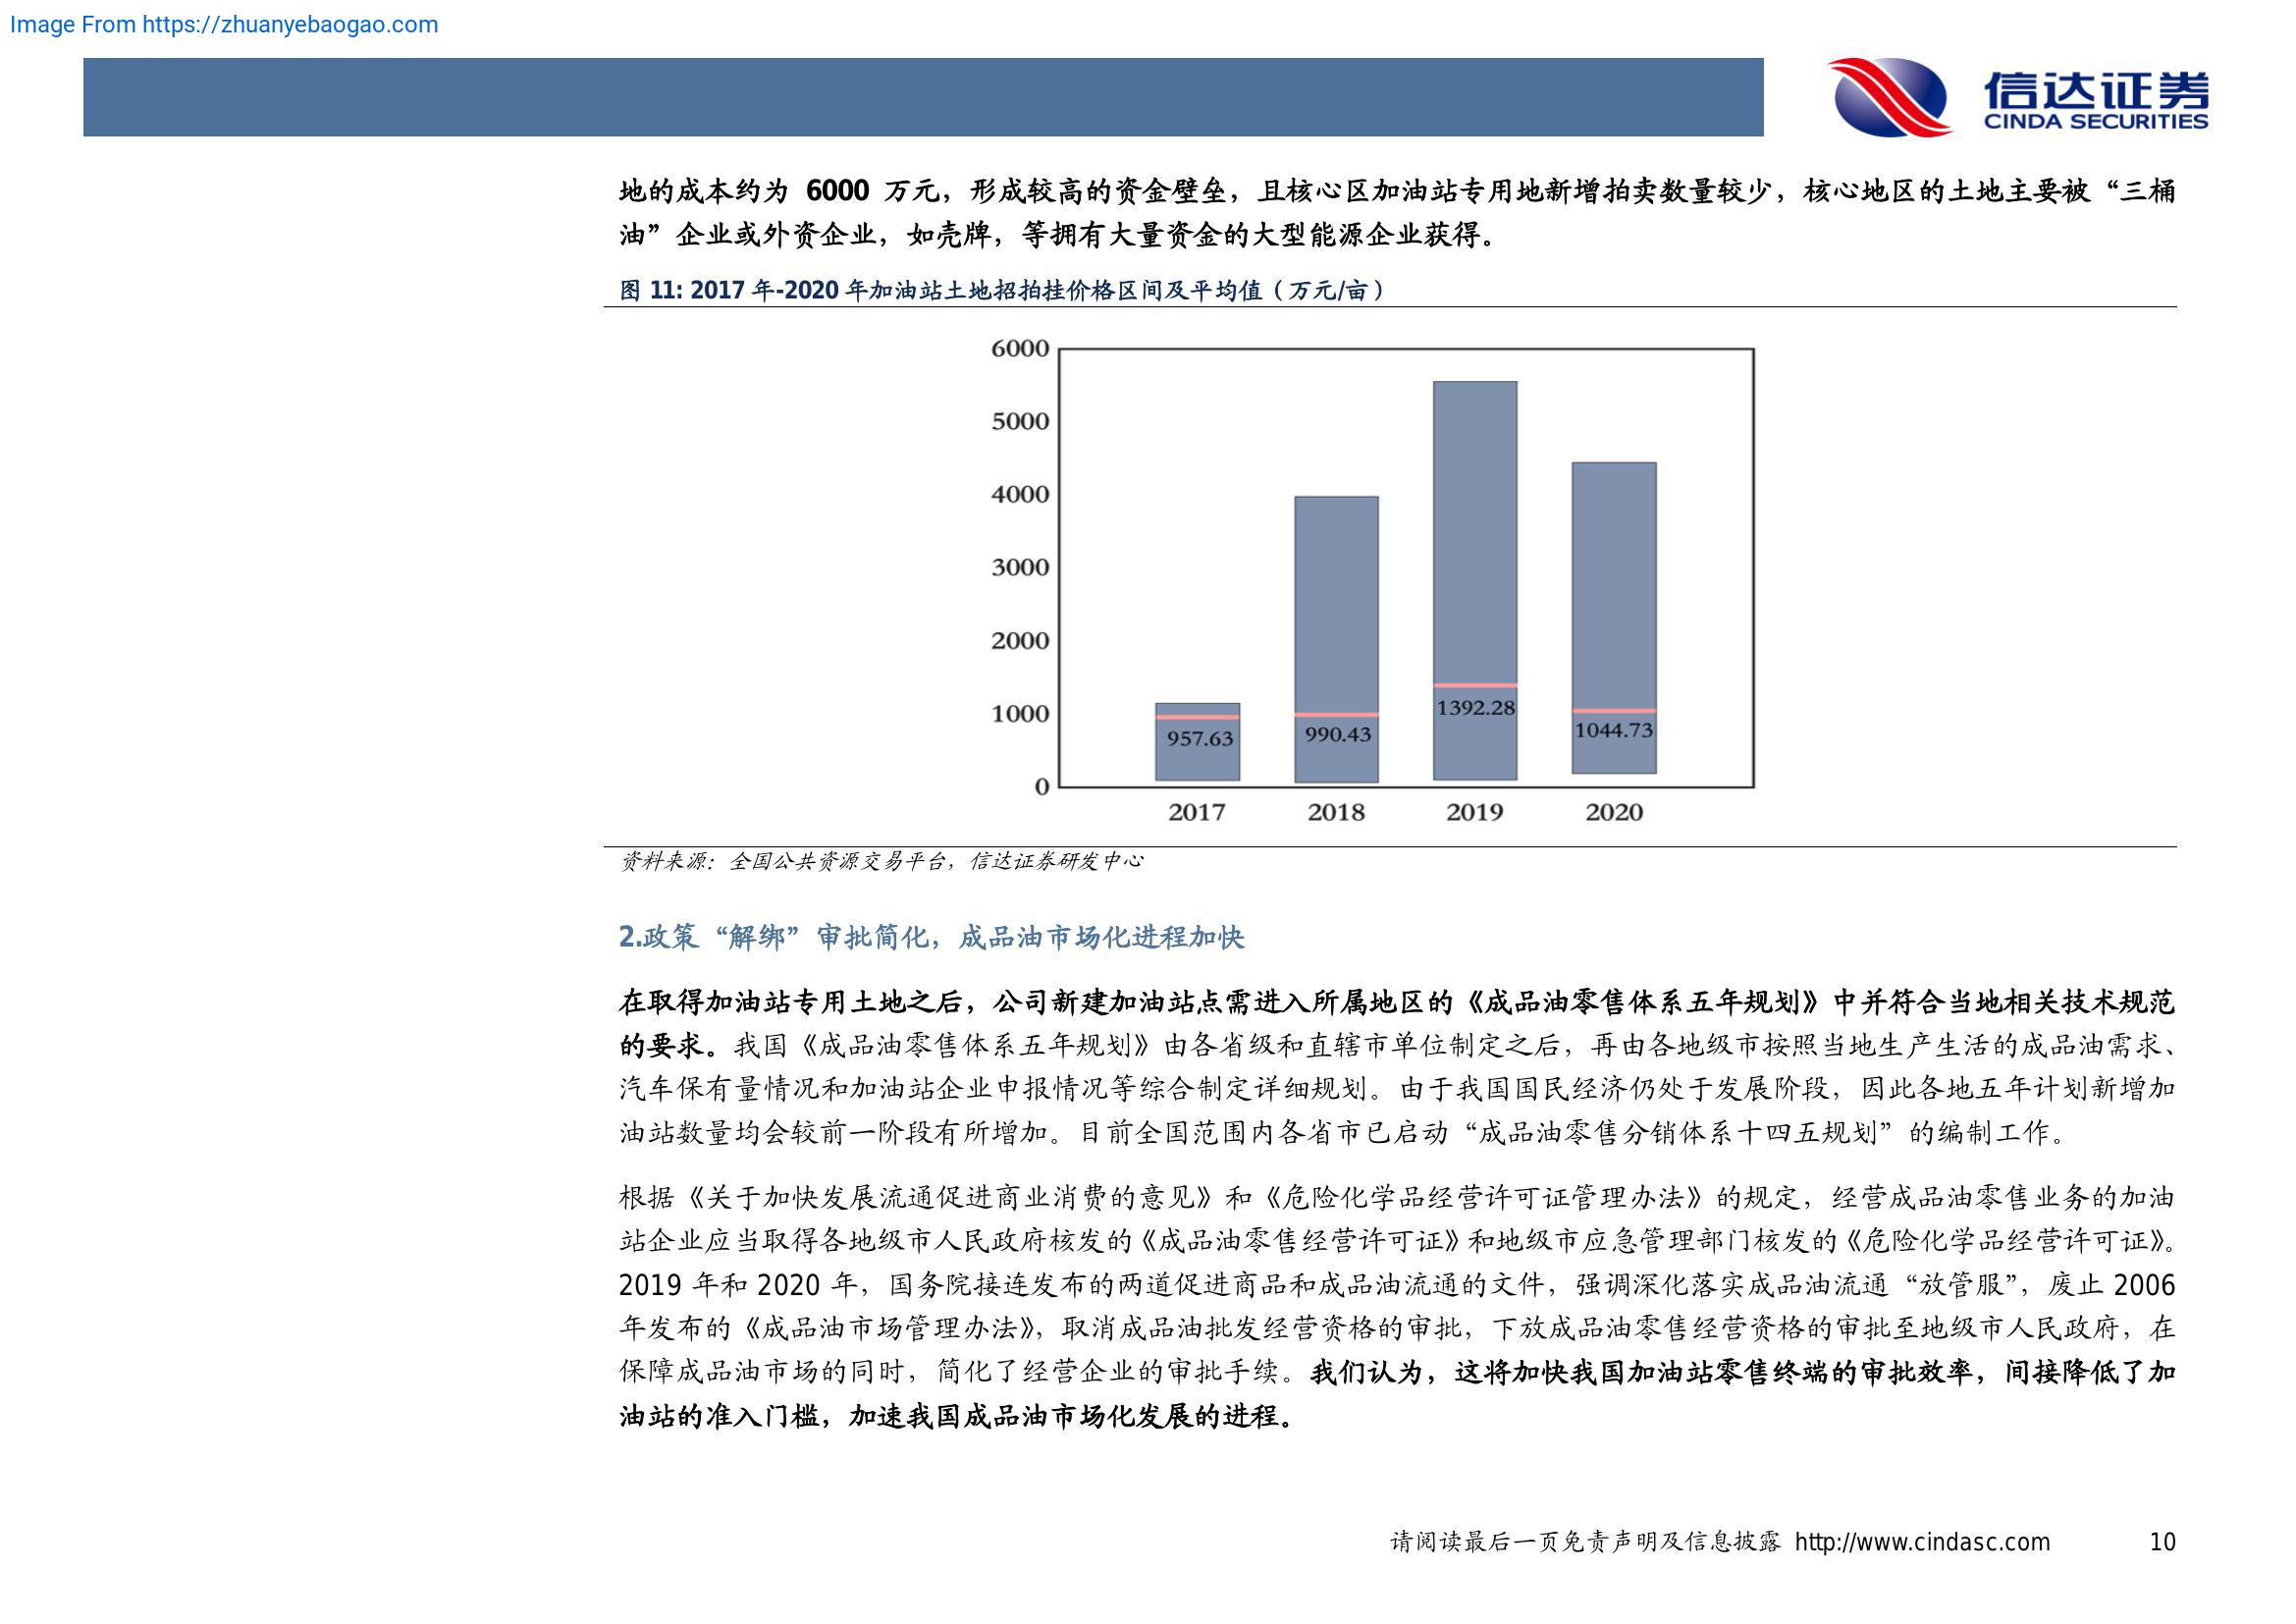 Image From https://zhuanyebaogao.com
信达证券
CINDA SECURITIES
地的成本约为 6000 万元，形成较高的资金壁垒，且核心区加油站专用地新增拍卖数量较少，核心地区的土地主要被“三桶
油”企业或外资企业，如壳牌，等拥有大量资金的大型能源企业获得。
图 11: 2017 年-2020 年加油站土地招拍挂价格区间及平均值（万元/亩）
6000
5000
4000
3000
2000
1000
0
957.63
990.43
1392.28
1044.73
2017 2018 2019 2020
资料来源：全国公共资源交易平台，信达证券研发中心
2.政策“解绑”审批简化，成品油市场化进程加快
在取得加油站专用土地之后，公司新建加油站点需进入所属地区的《成品油零售体系五年规划》中并符合当地相关技术规范
的要求。我国《成品油零售体系五年规划》由各省级和直辖市单位制定之后，再由各地级市按照当地生产生活的成品油需求、
汽车保有量情况和加油站企业申报情况等综合制定详细规划。由于我国国民经济仍处于发展阶段，因此各地五年计划新增加
油站数量均会较前一阶段有所增加。目前全国范围内各省市已启动“成品油零售分销体系十四五规划”的编制工作。
根据《关于加快发展流通促进商业消费的意见》和《危险化学品经营许可证管理办法》的规定，经营成品油零售业务的加油
站企业应当取得各地级市人民政府核发的《成品油零售经营许可证》和地级市应急管理部门核发的《危险化学品经营许可证》。
2019 年和 2020 年，国务院接连发布的两道促进商品和成品油流通的文件，强调深化落实成品油流通“放管服”，废止 2006
年发布的《成品油市场管理办法》，取消成品油批发经营资格的审批，下放成品油零售经营资格的审批至地级市人民政府，在
保障成品油市场的同时，简化了经营企业的审批手续。我们认为，这将加快我国加油站零售终端的审批效率，间接降低了加
油站的准入门槛，加速我国成品油市场化发展的进程。
请阅读最后一页免责声明及信息披露 http://www.cindasc.com 10